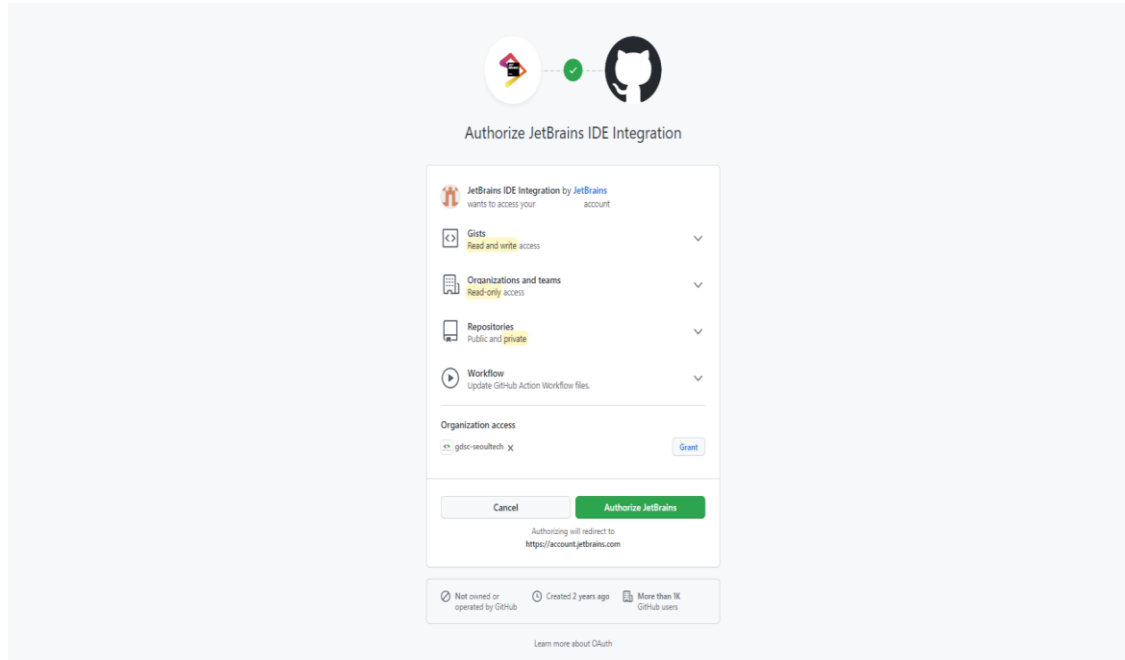 Authorize JetBrains IDE Integration
JetBrains IDE Integration by JetBrains
wants to access your account
Gists
Read and write access
Organizations and teams
Read-only access
Repositories
Public and private
Workflow
Update GitHub Action Workflow files.
Organization access
gdsc-seoultech
Grant
Cancel
Authorize JetBrains
Authorizing will redirect to
https://account.jetbrains.com
Not owned or
operated by GitHub
Created 2 years ago
More than 1K
GitHub users
Learn more about OAuth